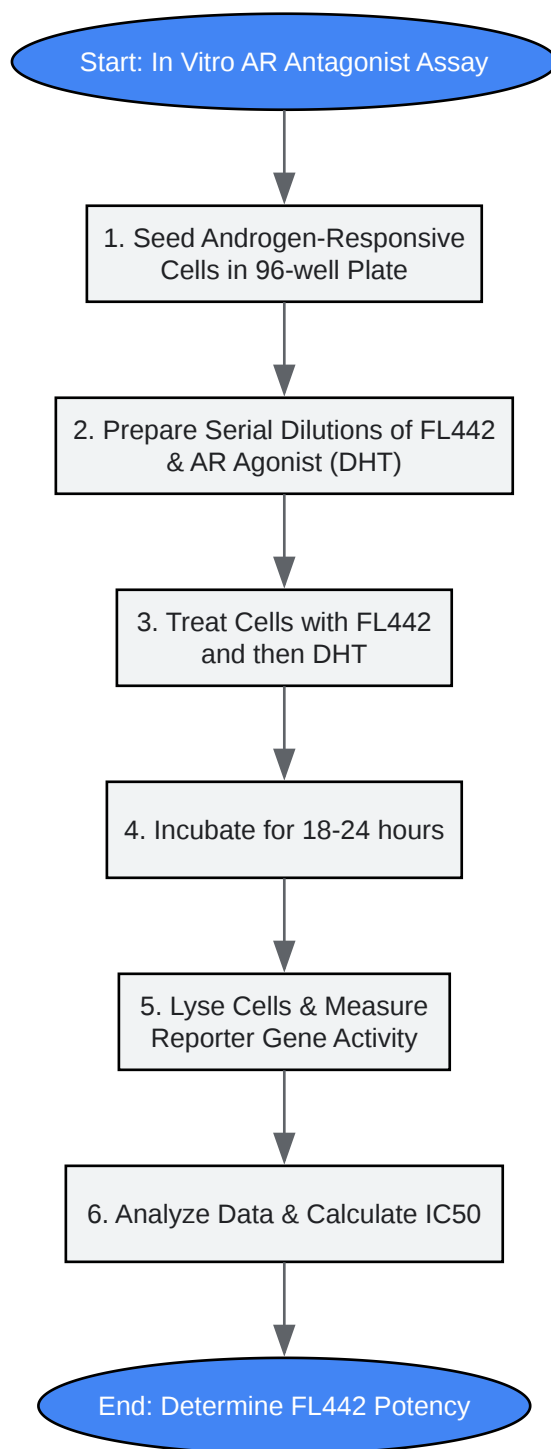 Start: In Vitro AR Antagonist Assay
1. Seed Androgen-Responsive
Cells in 96-well Plate
2. Prepare Serial Dilutions of FL442
& AR Agonist (DHT)
3. Treat Cells with FL442
and then DHT
4. Incubate for 18-24 hours
5. Lyse Cells & Measure
Reporter Gene Activity
6. Analyze Data & Calculate IC50
End: Determine FL442 Potency